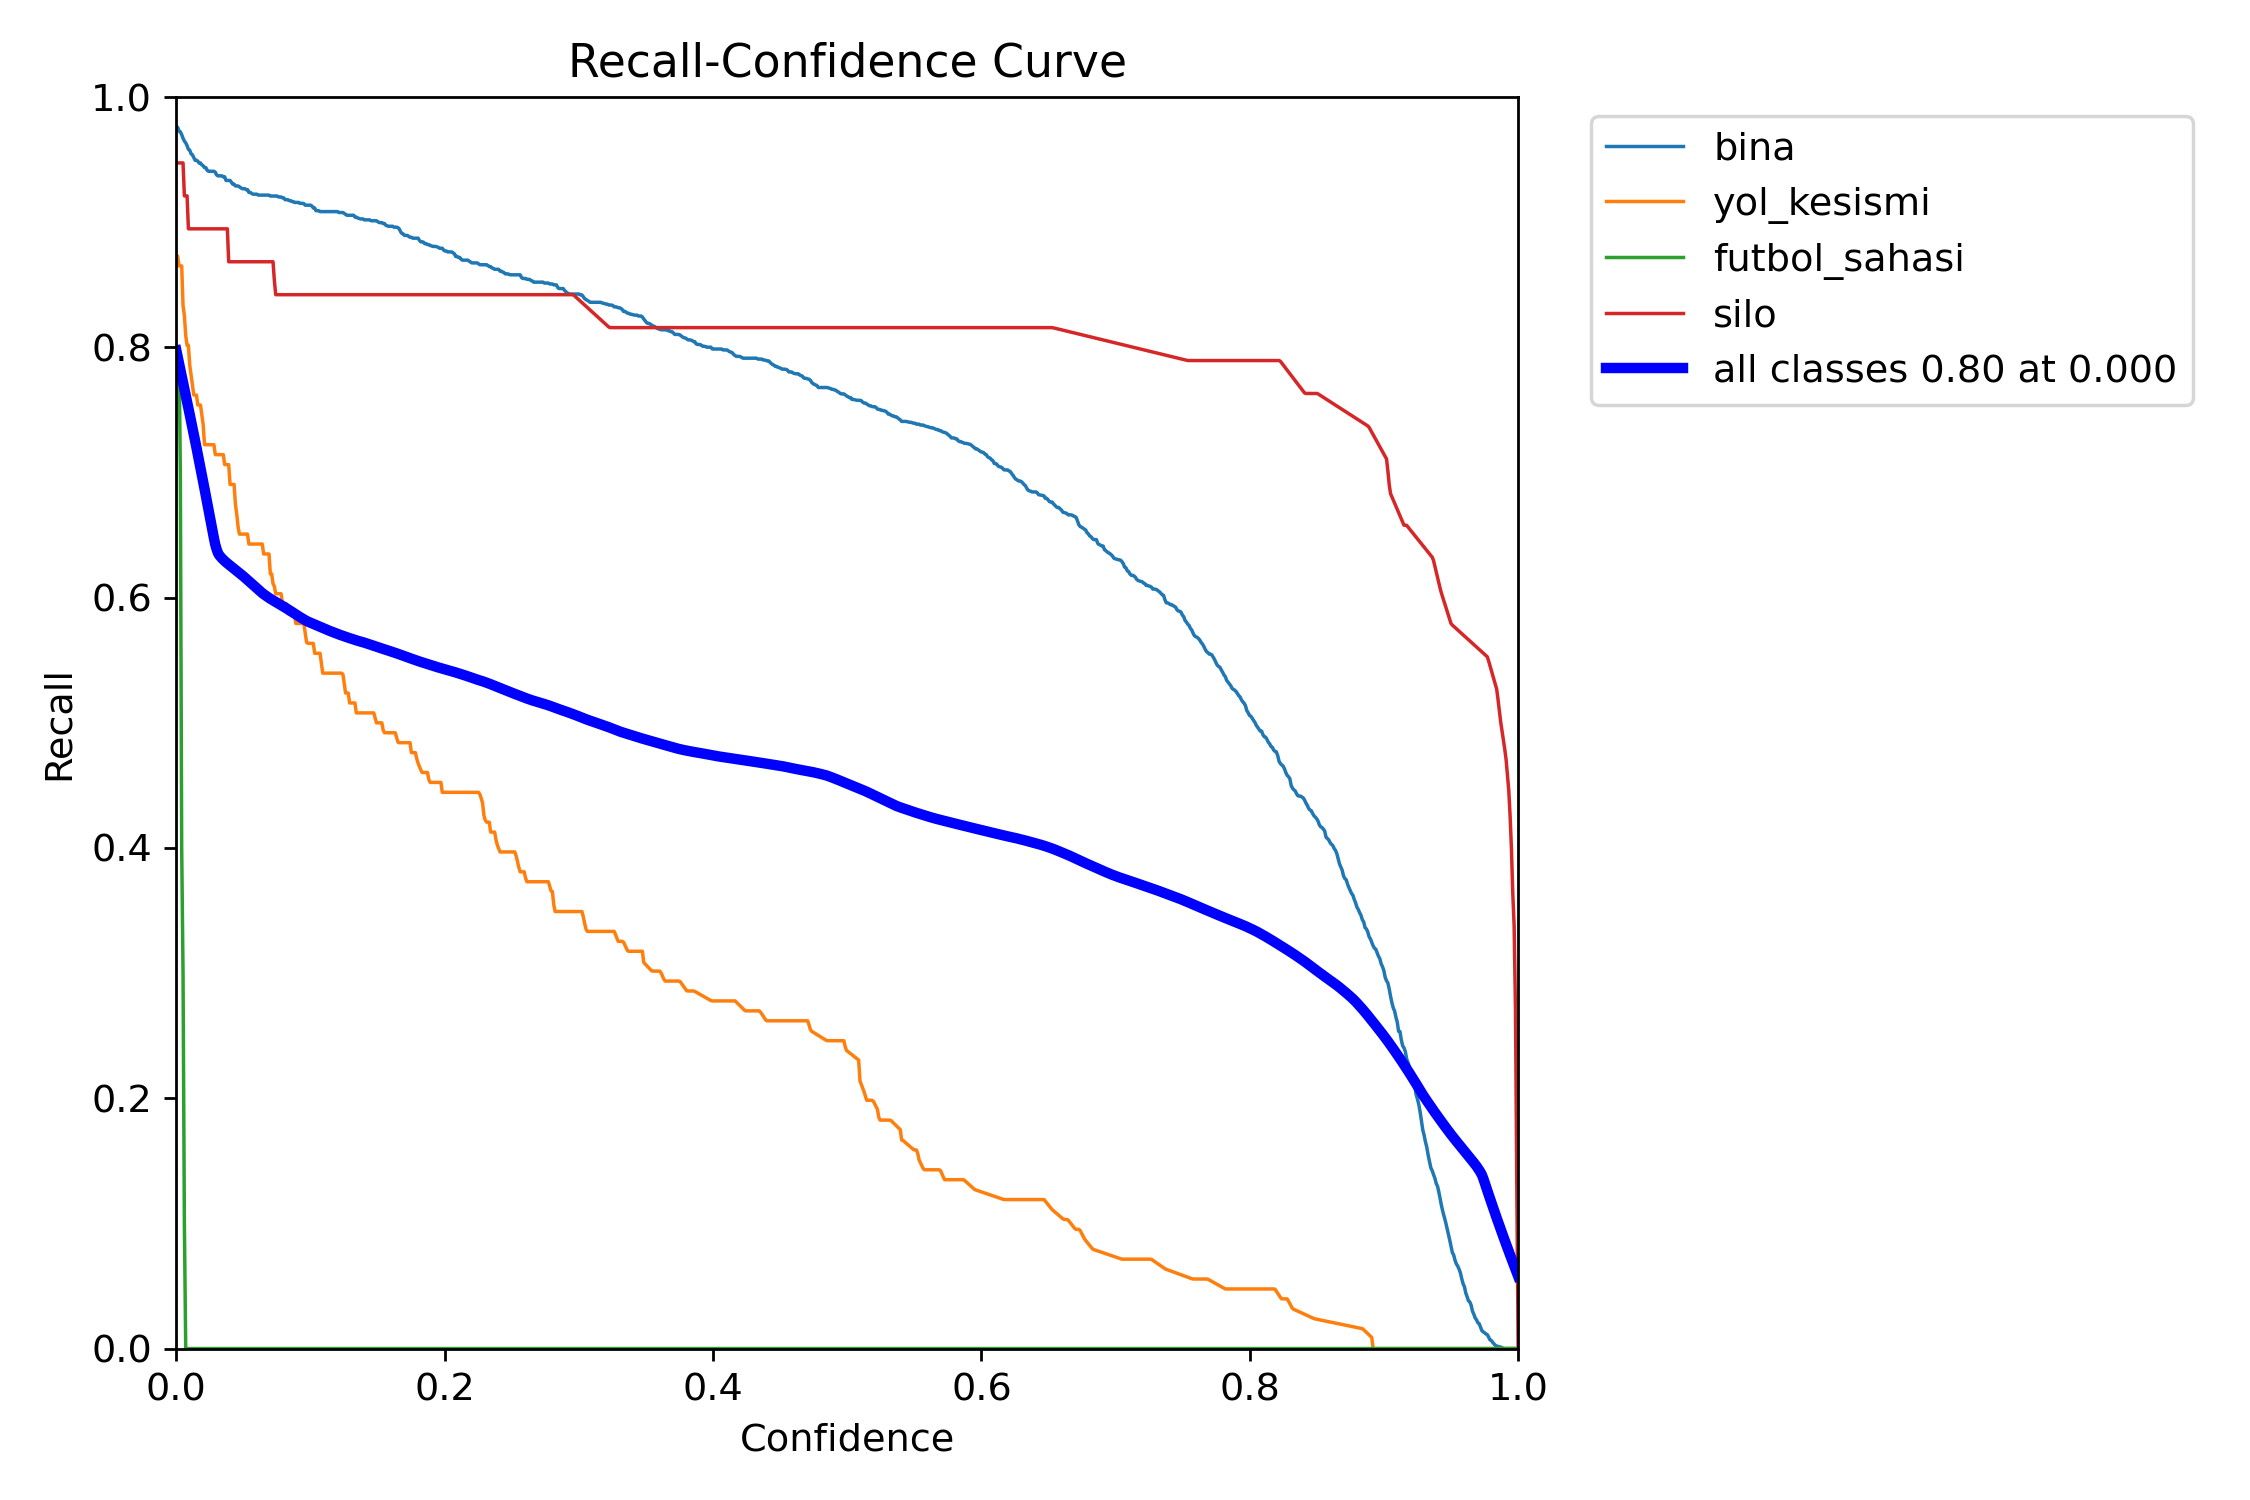 Recall-Confidence Curve
1.0
0.8
0.6
0.4
0.2
0.0
Recall
0.0 0.2 0.4 0.6 0.8 1.0
Confidence
bina
yol_kesismi
futbol_sahasi
silo
all classes 0.80 at 0.000